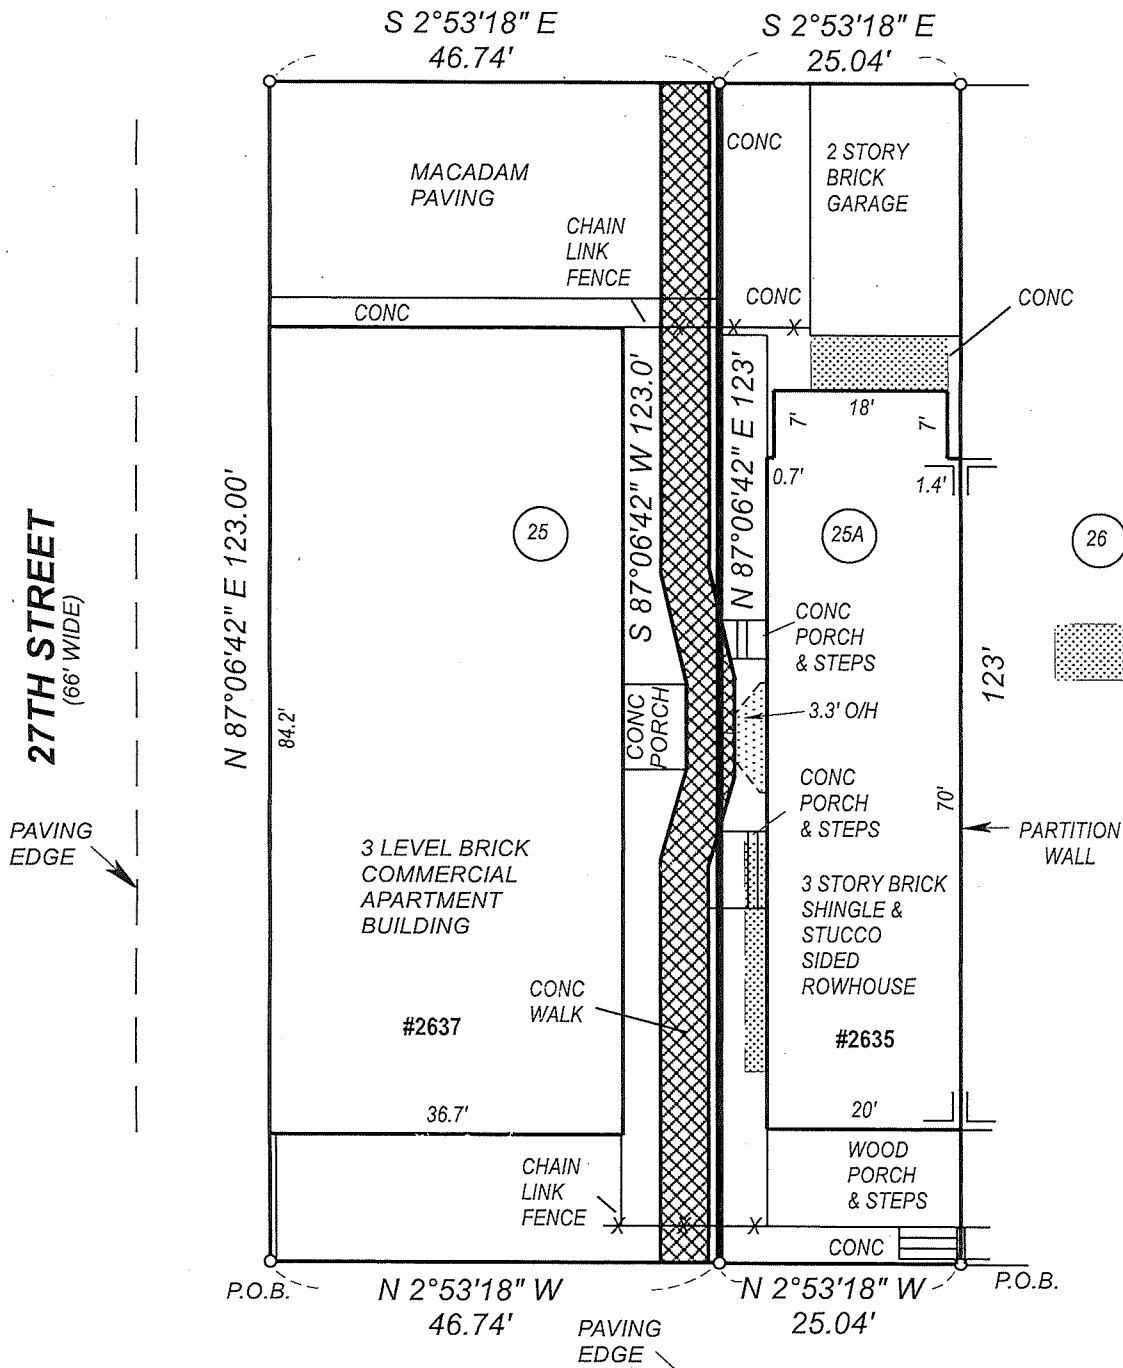 S 2°53'18" E
46.74'
S 2°53'18" E
25.04'
MACADAM
PAVING
CONC
2 STORY
BRICK
GARAGE
CHAIN
LINK
FENCE
CONC
CONC
CONC
27TH STREET
(66' WIDE)
N 87°06'42" E 123.00'
84.2'
S 87°06'42" W 123.0'
N 87°06'42" E 123'
18'
7'
7'
0.7'
1.4'
25
25A
26
CONC
PORCH
& STEPS
CONC
PORCH
3.3' O/H
123'
CONC
PORCH
& STEPS
70'
PARTITION
WALL
PAVING
EDGE
3 LEVEL BRICK
COMMERCIAL
APARTMENT
BUILDING
3 STORY BRICK
SHINGLE &
STUCCO
SIDED
ROWHOUSE
CONC
WALK
#2637
#2635
36.7'
20'
CHAIN
LINK
FENCE
WOOD
PORCH
& STEPS
CONC
P.O.B.
N 2°53'18" W
46.74'
N 2°53'18" W
25.04'
P.O.B.
PAVING
EDGE